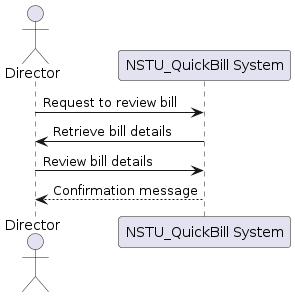 Director
NSTU_QuickBill System
Request to review bill
Retrieve bill details
Review bill details
Confirmation message
Director
NSTU_QuickBill System